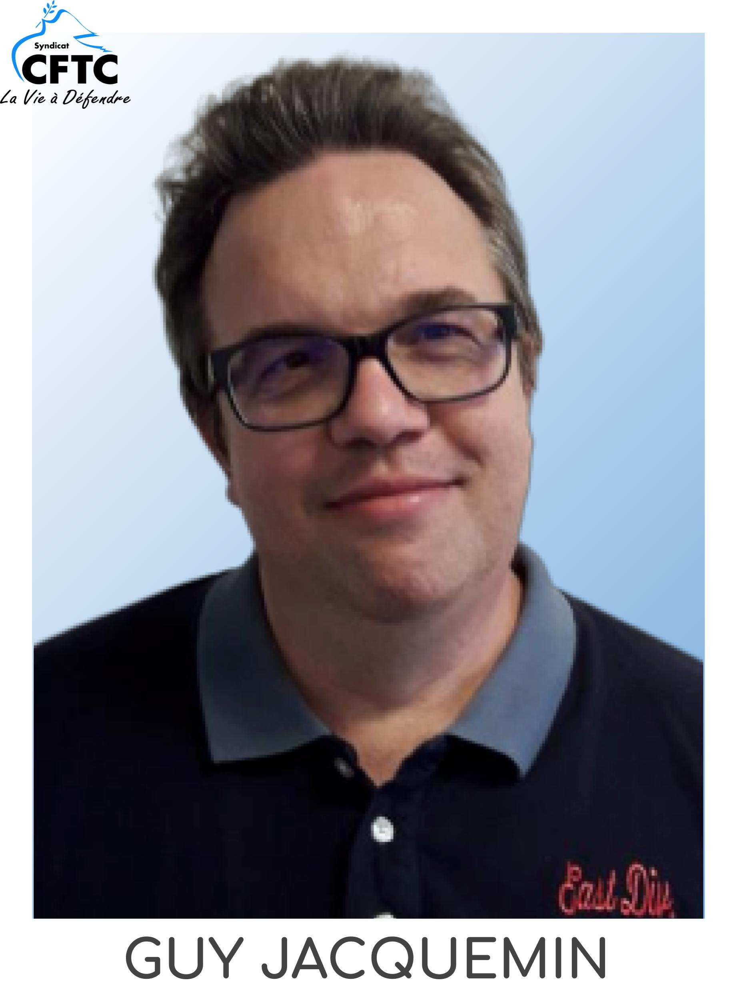 Syndicat
CFTC
La Vie à Défendre
East Div.
GUY JACQUEMIN